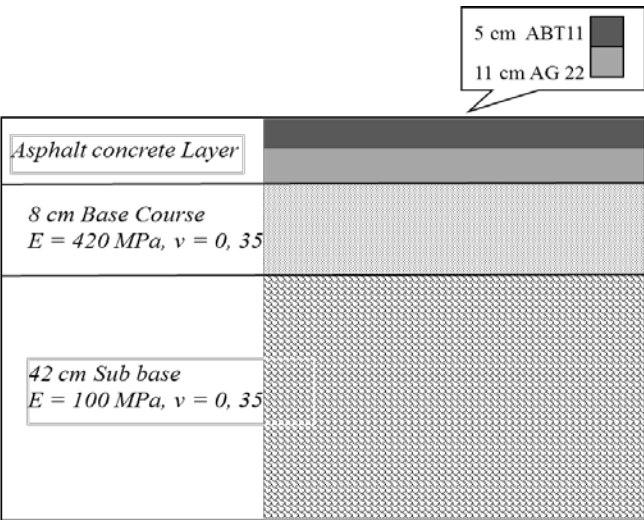 5 cm ABT11
11 cm AG 22
Asphalt concrete Layer
8 cm Base Course
E = 420 MPa, v = 0, 35
42 cm Sub base
E = 100 MPa, v = 0, 35